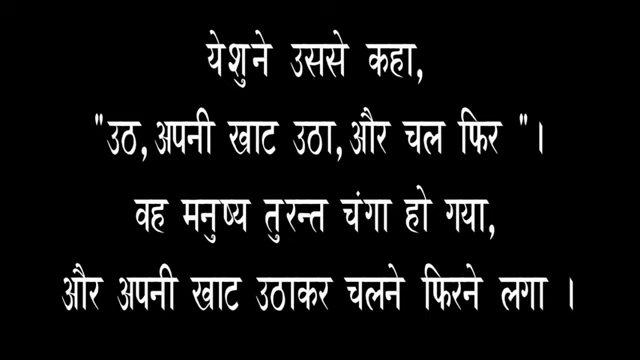 येशुने उससे कहा,
"उठ, अपनी खाट उठा, और चल फिर "।
वह मनुष्य तुरन्त चंगा हो गया,
और अपनी खाट उठाकर चलने फिरने लगा ।